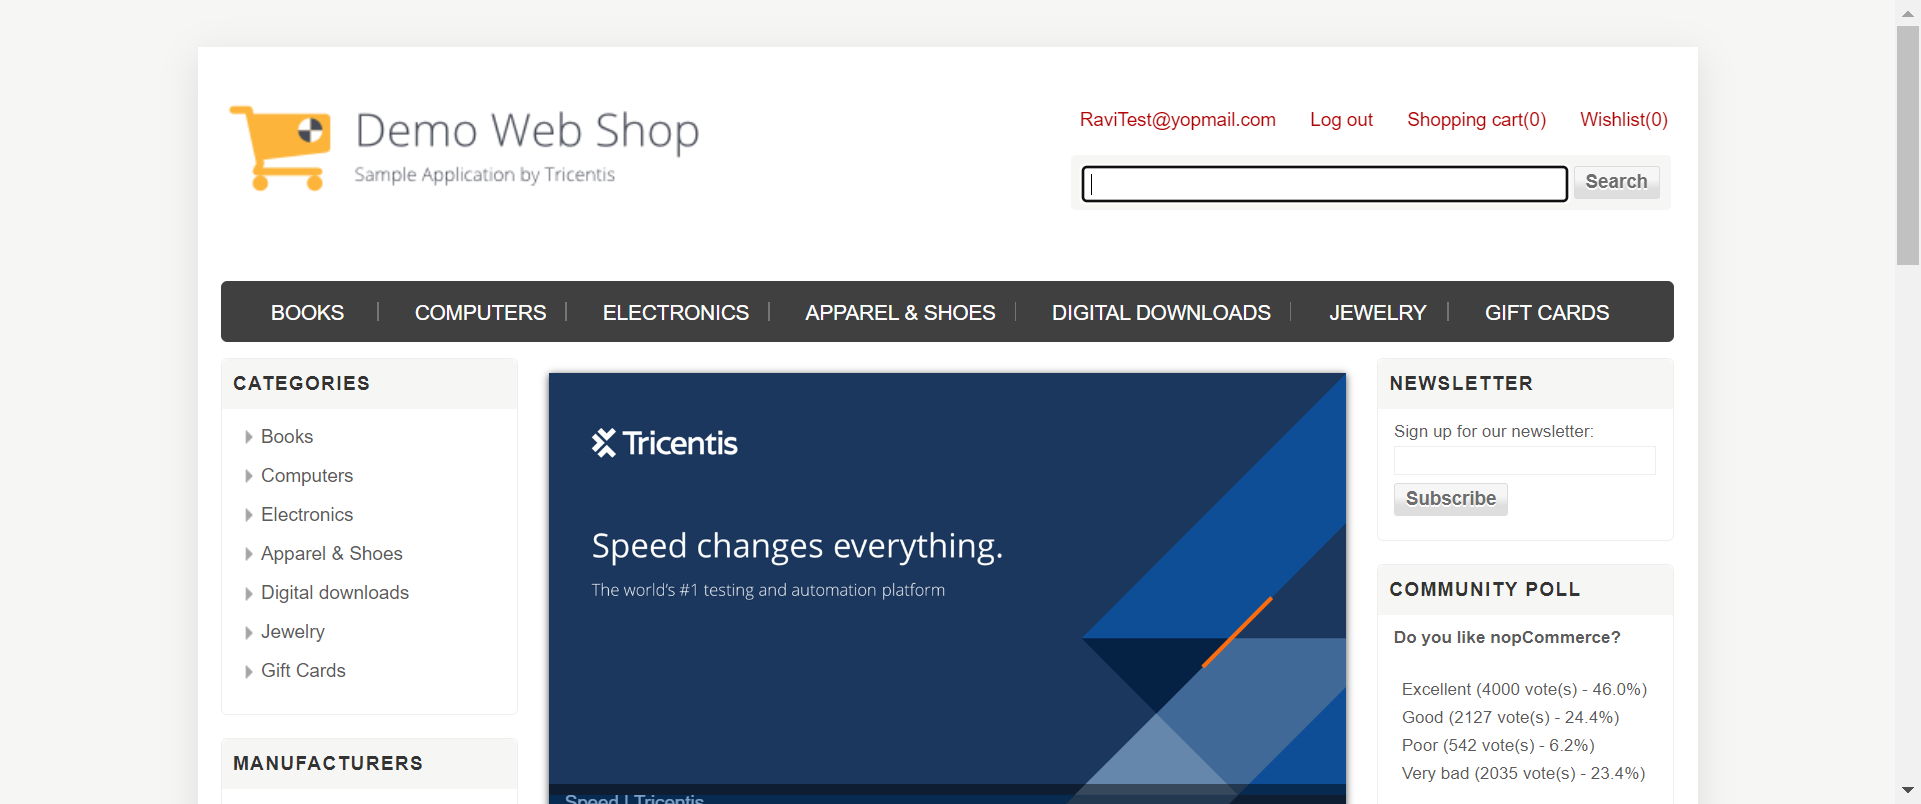 Demo Web Shop
Sample Application by Tricentis
RaviTest@yopmail.com Log out Shopping cart(0) Wishlist(0)
Search
BOOKS COMPUTERS ELECTRONICS APPAREL & SHOES DIGITAL DOWNLOADS JEWELRY GIFT CARDS
CATEGORIES
Books
Computers
Electronics
Apparel & Shoes
Digital downloads
Jewelry
Gift Cards
MANUFACTURERS
Tricentis
Speed changes everything.
The world's #1 testing and automation platform
Speed | Tricentis
NEWSLETTER
Sign up for our newsletter:
Subscribe
COMMUNITY POLL
Do you like nopCommerce?
Excellent (4000 vote(s) - 46.0%)
Good (2127 vote(s) - 24.4%)
Poor (542 vote(s) - 6.2%)
Very bad (2035 vote(s) - 23.4%)